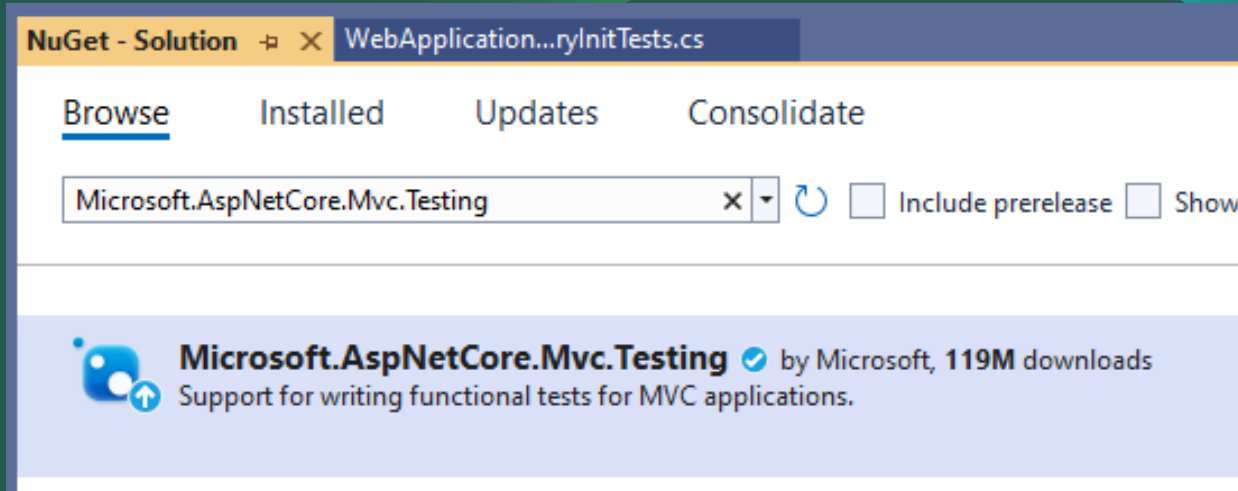 NuGet - Solution WebApplication...ryInitTests.cs
Browse Installed Updates Consolidate
Microsoft.AspNetCore.Mvc.Testing Include prerelease Show
Microsoft.AspNetCore.Mvc.Testing by Microsoft, 119M downloads
Support for writing functional tests for MVC applications.